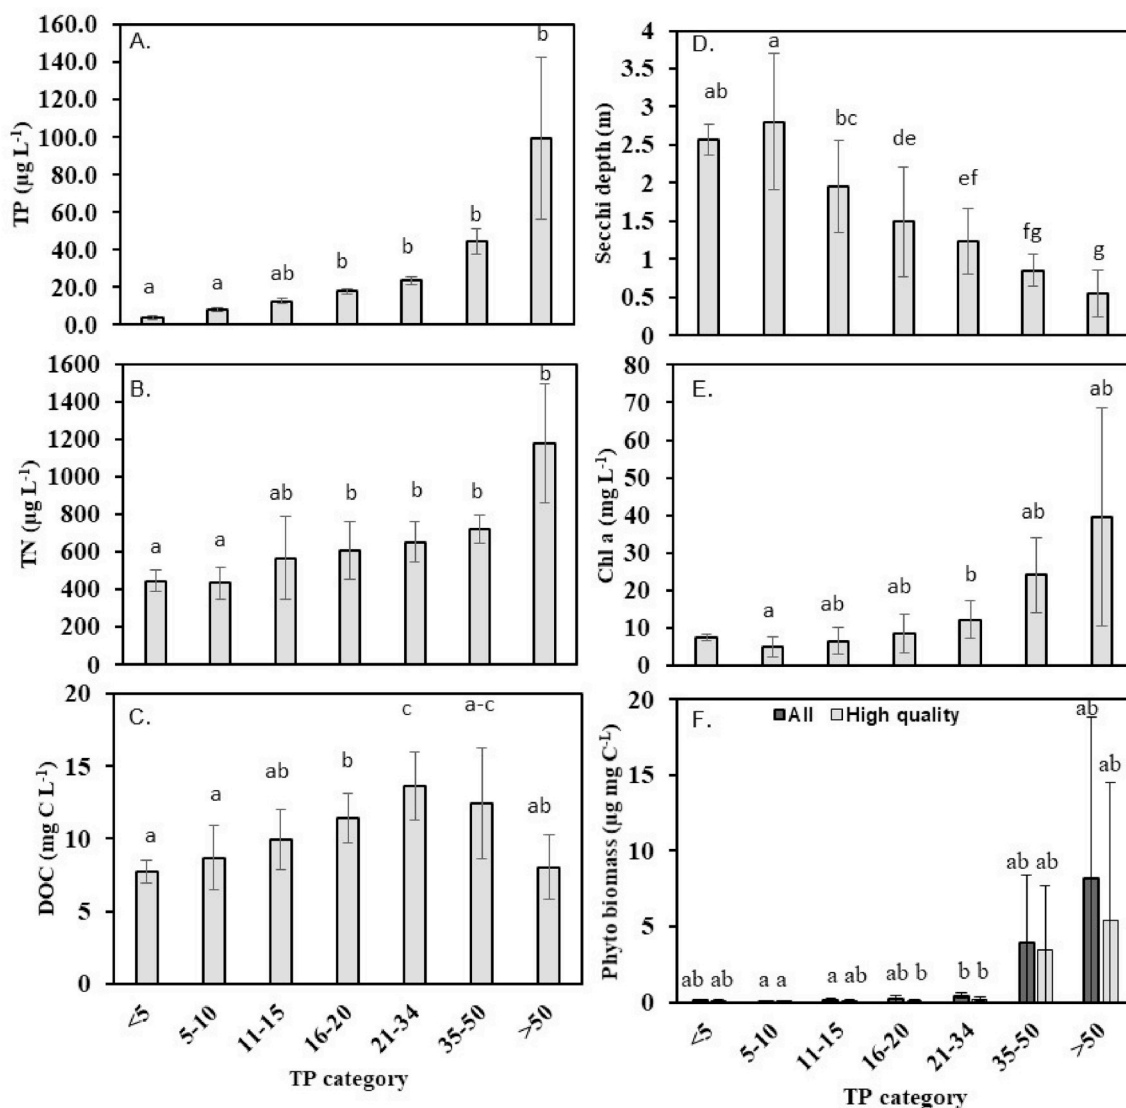 A.
TP (µg L-1)
160.0
140.0
120.0
100.0
80.0
60.0
40.0
20.0
0.0
a
a
ab
b
b
b
b
B.
TN (µg L-1)
1600
1400
1200
1000
800
600
400
200
0
a
a
ab
b
b
b
b
C.
DOC (mg C L-1)
20
15
10
5
0
a
a
ab
b
c
a-c
ab
<5
5-10
11-15
16-20
21-34
35-50
>50
TP category
D.
Secchi depth (m)
4
3.5
3
2.5
2
1.5
1
0.5
0
ab
a
bc
de
ef
fg
g
E.
Chl a (mg L-1)
80
70
60
50
40
30
20
10
0
a
ab
ab
b
ab
ab
F.
All High quality
Phyto biomass (µg mg C-L)
20
15
10
5
0
ab ab
a a
a ab
ab b
b b
ab ab
ab ab
<5
5-10
11-15
16-20
21-34
35-50
>50
TP category